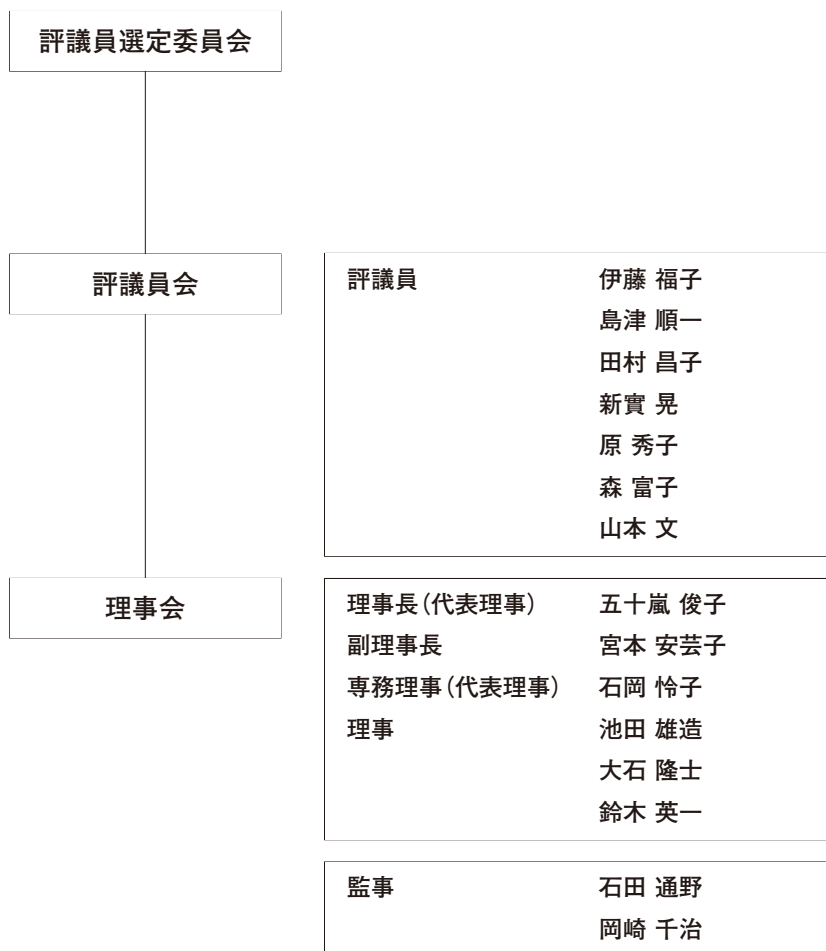 評議員選定委員会
評議員会
評議員 伊藤 福子
島津 順一
田村 昌子
新實 晃
原 秀子
森 富子
山本 文
理事会
理事長(代表理事) 五十嵐 俊子
副理事長 宮本 安芸子
専務理事(代表理事) 石岡 怜子
理事 池田 雄造
大石 隆士
鈴木 英一
監事 石田 通野
岡崎 千治